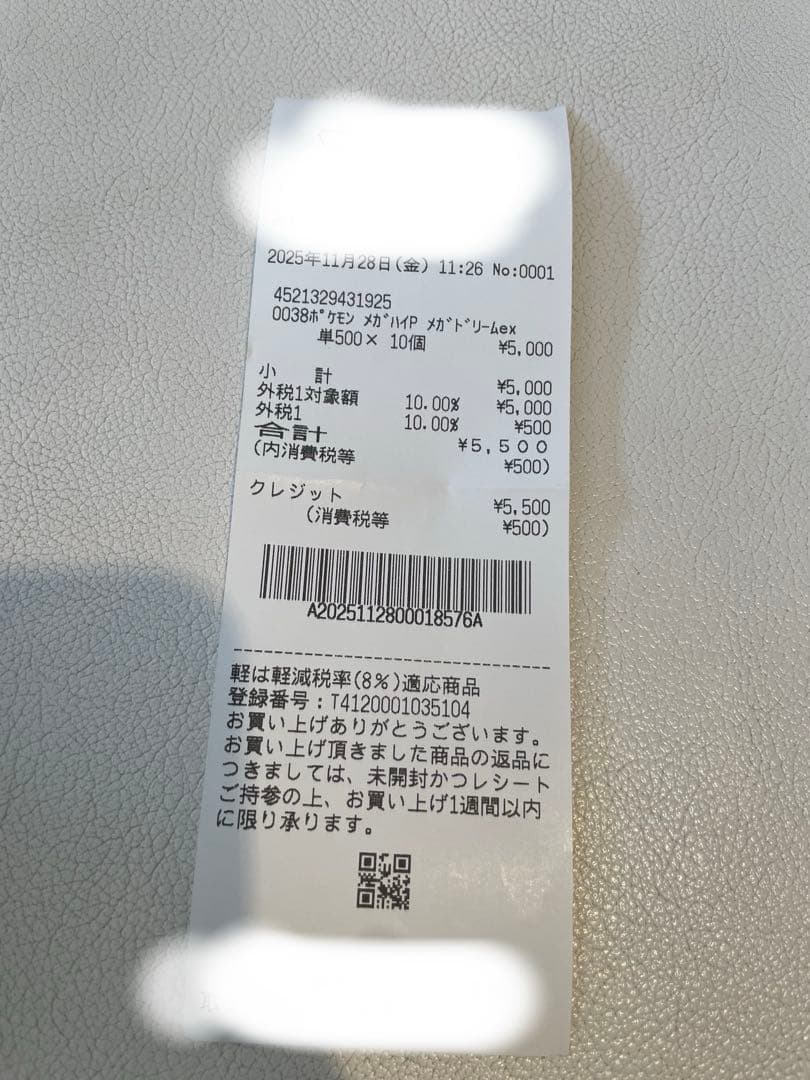 2025年11月28日(金) 11:26 No:0001
4521329431925
0038ﾎﾟｹﾓﾝ ﾒｶﾞﾊｲP ﾒｶﾞﾄﾞﾘｰﾑex
単500× 10個 ¥5,000
小 計 ¥5,000
外税1対象額 10.00% ¥5,000
外税1 10.00% ¥500
合計 ¥5,500
(内消費税等 ¥500)
クレジット ¥5,500
(消費税等 ¥500)
A2025112800018576A
軽は軽減税率(8%)適応商品
登録番号:T4120001035104
お買い上げありがとうございます。
お買い上げ頂きました商品の返品に
つきましては、未開封かつレシート
ご持参の上、お買い上げ1週間以内
に限り承ります。